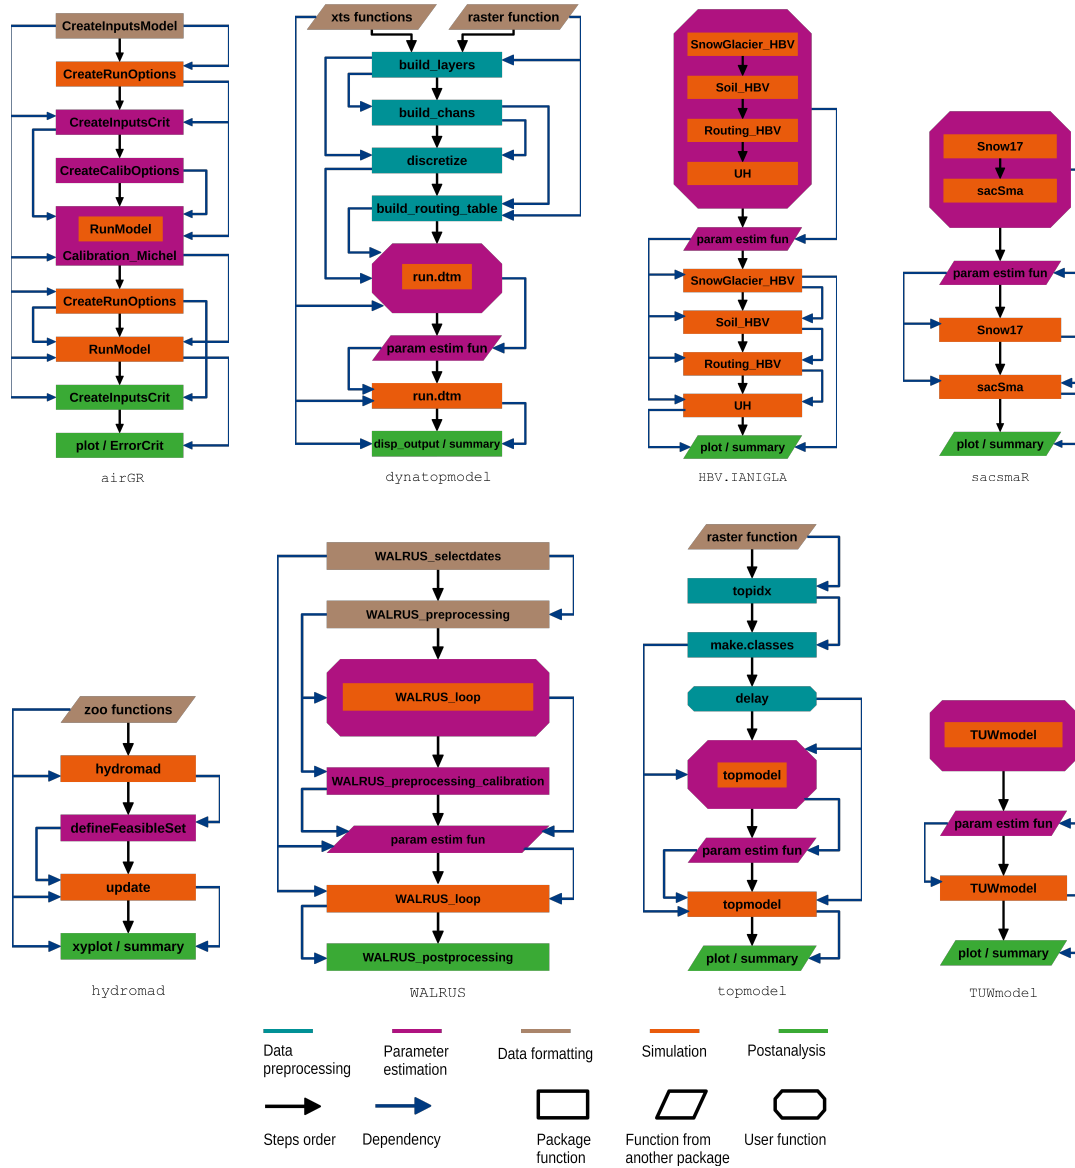 CreateInputsModel
CreateRunOptions
CreateInputsCrit
CreateCalibOptions
RunModel
Calibration_Michel
CreateRunOptions
RunModel
CreateInputsCrit
plot / ErrorCrit
airGR
xts functions
raster function
build_layers
build_chans
discretize
build_routing_table
run.dtm
param estim fun
run.dtm
disp_output / summary
dynatopmodel
SnowGlacier_HBV
Soil_HBV
Routing_HBV
UH
param estim fun
SnowGlacier_HBV
Soil_HBV
Routing_HBV
UH
plot / summary
HBV.IANIGLA
Snow17
sacSma
param estim fun
Snow17
sacSma
plot / summary
sacsmaR
zoo functions
hydromad
defineFeasibleSet
update
xyplot / summary
hydromad
WALRUS_selectdates
WALRUS_preprocessing
WALRUS_loop
WALRUS_preprocessing_calibration
param estim fun
WALRUS_loop
WALRUS_postprocessing
WALRUS
raster function
topidx
make.classes
delay
topmodel
param estim fun
topmodel
plot / summary
topmodel
TUWmodel
param estim fun
TUWmodel
plot / summary
TUWmodel
Data
preprocessing
Parameter
estimation
Data formatting
Simulation
Postanalysis
Steps order
Dependency
Package
function
Function from
another package
User function